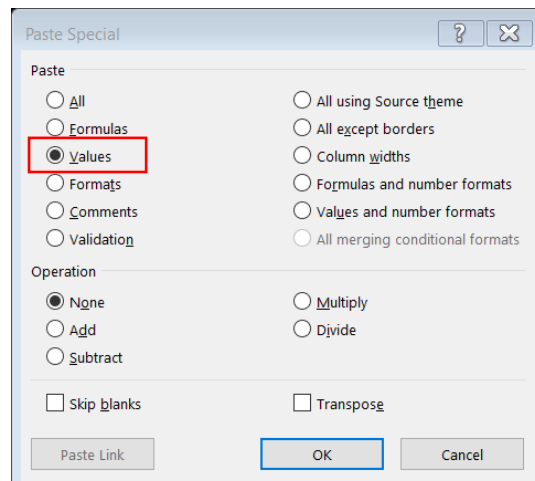 Paste Special
Paste
All
All using Source theme
Formulas
All except borders
Values
Column widths
Formats
Formulas and number formats
Comments
Values and number formats
Validation
All merging conditional formats
Operation
None
Multiply
Add
Divide
Subtract
Skip blanks
Transpose
Paste Link
OK
Cancel